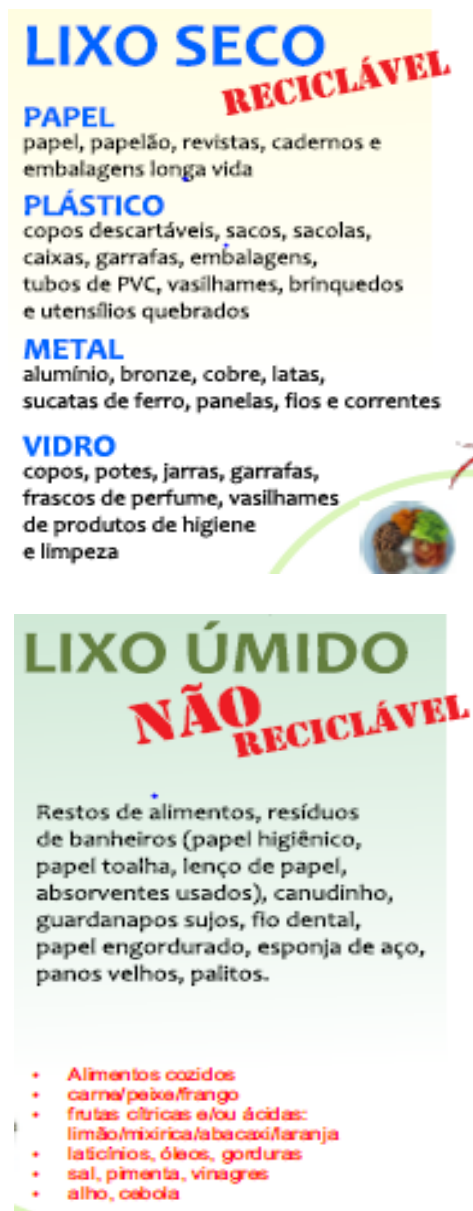 LIXO SECO
RECICLÁVEL
PAPEL
papel, papelão, revistas, cadernos e
embalagens longa vida
PLÁSTICO
copos descartáveis, sacos, sacolas,
caixas, garrafas, embalagens,
tubos de PVC, vasilhames, brinquedos
e utensílios quebrados
METAL
alumínio, bronze, cobre, latas,
sucatas de ferro, panelas, fios e correntes
VIDRO
copos, potes, jarras, garrafas,
frascos de perfume, vasilhames
de produtos de higiene
e limpeza
LIXO ÚMIDO
NÃO
RECICLÁVEL
Restos de alimentos, resíduos
de banheiros (papel higiênico,
papel toalha, lenço de papel,
absorventes usados), canudinho,
guardanapos sujos, fio dental,
papel engordurado, esponja de aço,
panos velhos, palitos.
• Alimentos cozidos
• carne/peixe/frango
• frutas cítricas e/ou ácidas:
limão/mixirica/abacaxi/laranja
• laticínios, óleos, gorduras
• sal, pimenta, vinagres
• alho, cebola